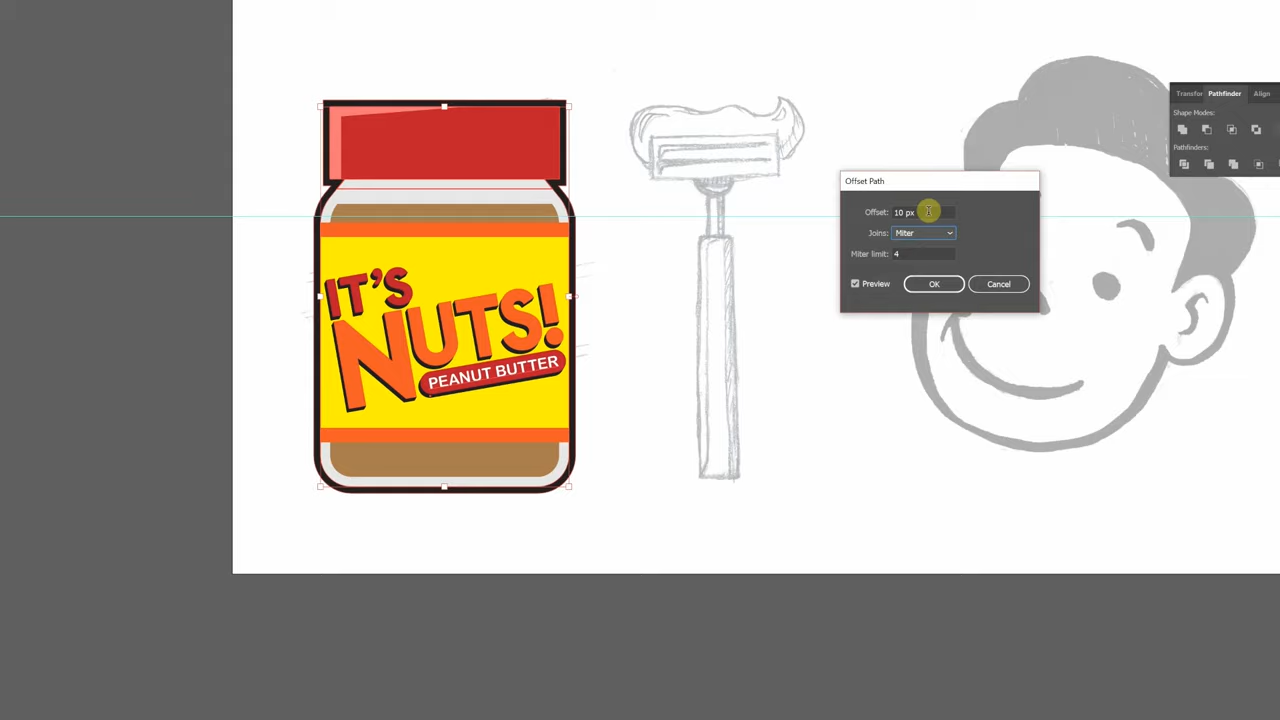 Transfor Pathfinder Align
Shape Modes:
Pathfinders:
Offset Path
Offset: 10 px
Joins: Miter
Miter limit: 4
Preview OK Cancel
IT'S
NUTS!
PEANUT BUTTER